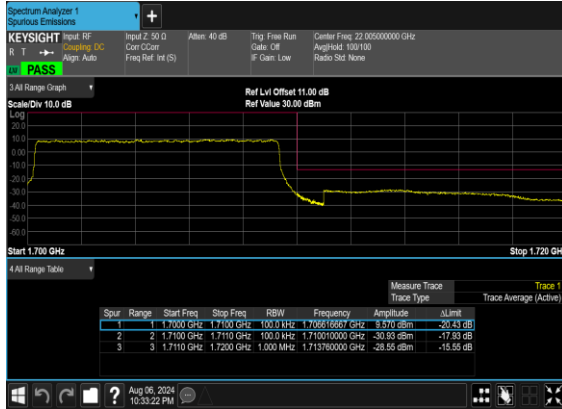 Spectrum Analyzer 1
Spurious Emissions
+
KEYSIGHT Input: RF Input Z: 50 Ω Atten: 40 dB Trig: Free Run Center Freq: 22.005000000 GHz
R T Coupling: DC Corr CCorr Gate: Off Avg|Hold: 100/100
Align: Auto Freq Ref: Int (S) IF Gain: Low Radio Std: None
PASS
3 All Range Graph Ref Lvl Offset 11.00 dB
Scale/Div 10.0 dB Ref Value 30.00 dBm
Log
20.0
10.0
0.00
-10.0
-20.0
-30.0
-40.0
-50.0
-60.0
Start 1.700 GHz Stop 1.720 GH
4 All Range Table
Measure Trace Trace 1
Trace Type Trace Average (Active)
Spur Range Start Freq Stop Freq RBW Frequency Amplitude ΔLimit
1 1 1.7000 GHz 1.7100 GHz 100.0 kHz 1.706616667 GHz 9.570 dBm -20.43 dB
2 2 1.7100 GHz 1.7110 GHz 100.0 kHz 1.710010000 GHz -30.93 dBm -17.93 dB
3 3 1.7110 GHz 1.7200 GHz 1.000 MHz 1.713760000 GHz -28.55 dBm -15.55 dB
? Aug 06, 2024
10:33:22 PM